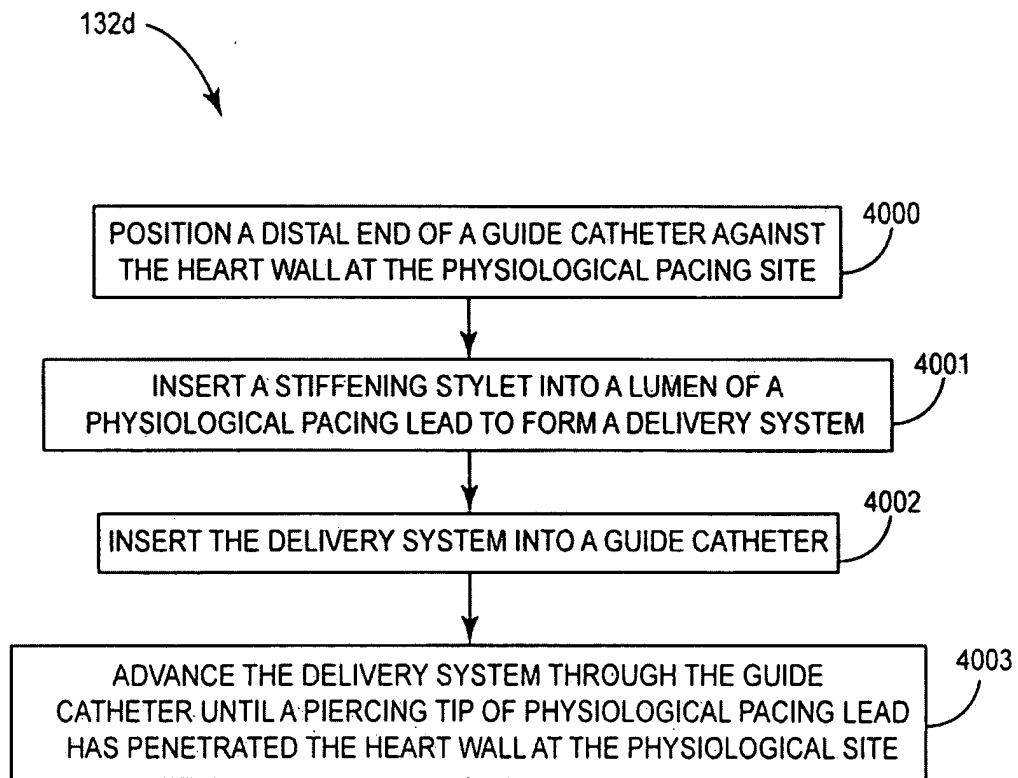 132d
4000
POSITION A DISTAL END OF A GUIDE CATHETER AGAINST
THE HEART WALL AT THE PHYSIOLOGICAL PACING SITE
4001
INSERT A STIFFENING STYLET INTO A LUMEN OF A
PHYSIOLOGICAL PACING LEAD TO FORM A DELIVERY SYSTEM
4002
INSERT THE DELIVERY SYSTEM INTO A GUIDE CATHETER
4003
ADVANCE THE DELIVERY SYSTEM THROUGH THE GUIDE
CATHETER UNTIL A PIERCING TIP OF PHYSIOLOGICAL PACING LEAD
HAS PENETRATED THE HEART WALL AT THE PHYSIOLOGICAL SITE